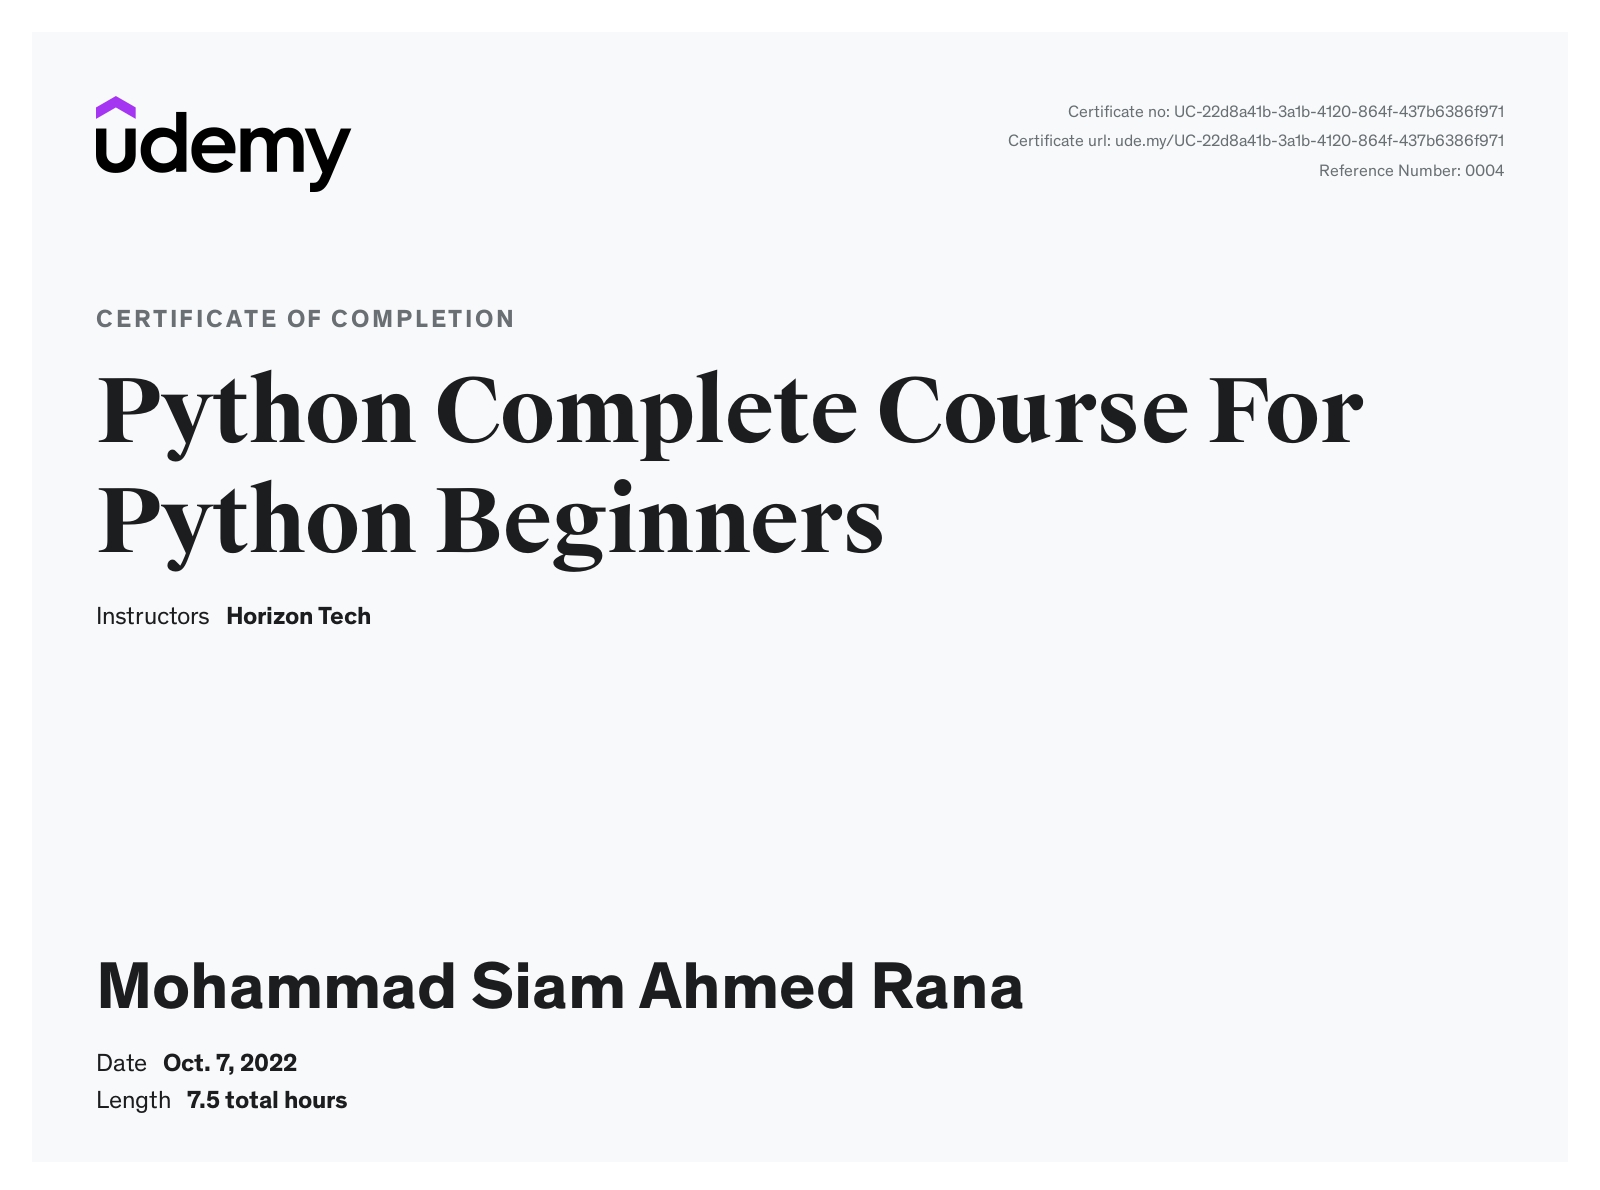 udemy
Certificate no: UC-22d8a41b-3a1b-4120-864f-437b6386f971
Certificate url: ude.my/UC-22d8a41b-3a1b-4120-864f-437b6386f971
Reference Number: 0004
CERTIFICATE OF COMPLETION
Python Complete Course For
Python Beginners
Instructors Horizon Tech
Mohammad Siam Ahmed Rana
Date Oct. 7, 2022
Length 7.5 total hours